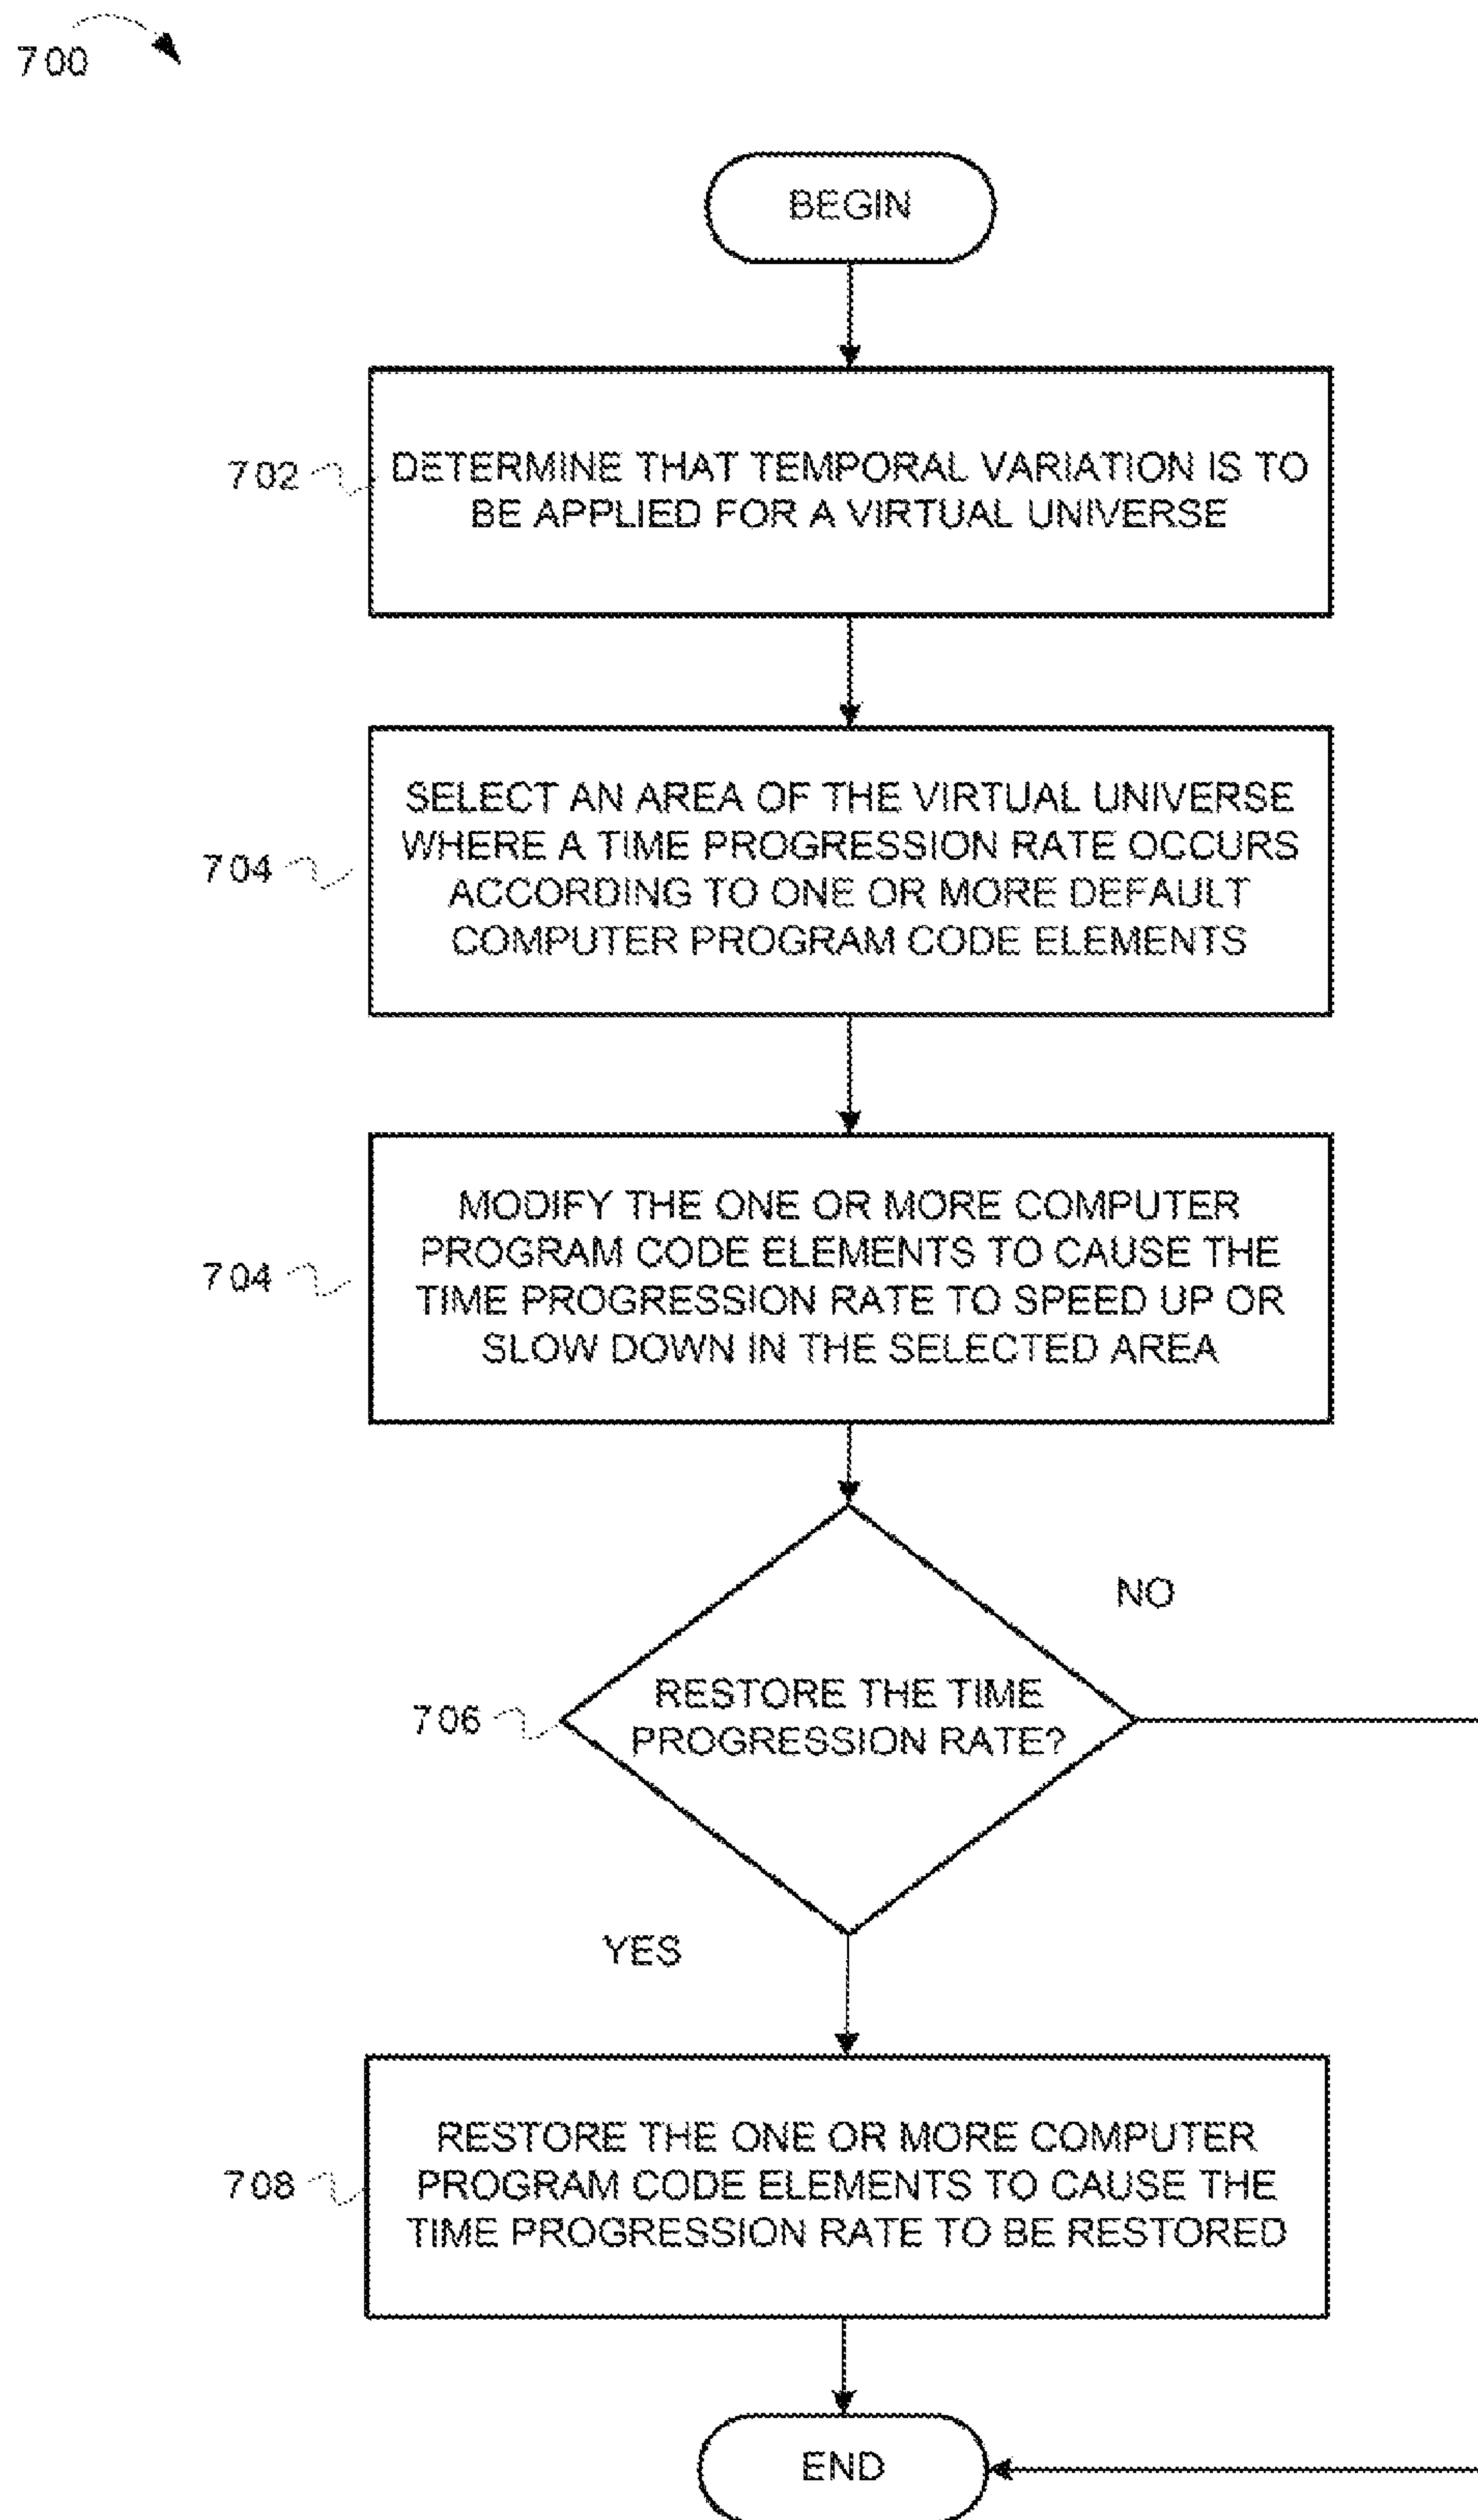 700
BEGIN
702
DETERMINE THAT TEMPORAL VARIATION IS TO
BE APPLIED FOR A VIRTUAL UNIVERSE
704
SELECT AN AREA OF THE VIRTUAL UNIVERSE
WHERE A TIME PROGRESSION RATE OCCURS
ACCORDING TO ONE OR MORE DEFAULT
COMPUTER PROGRAM CODE ELEMENTS
704
MODIFY THE ONE OR MORE COMPUTER
PROGRAM CODE ELEMENTS TO CAUSE THE
TIME PROGRESSION RATE TO SPEED UP OR
SLOW DOWN IN THE SELECTED AREA
NO
706
RESTORE THE TIME
PROGRESSION RATE?
YES
708
RESTORE THE ONE OR MORE COMPUTER
PROGRAM CODE ELEMENTS TO CAUSE THE
TIME PROGRESSION RATE TO BE RESTORED
END